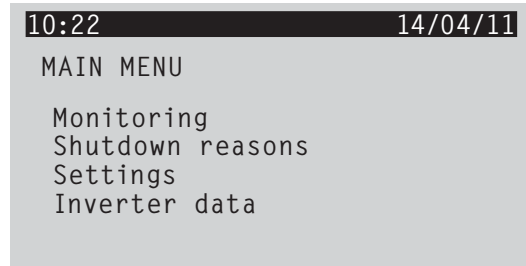 10:22 14/04/11
MAIN MENU
Monitoring
Shutdown reasons
Settings
Inverter data